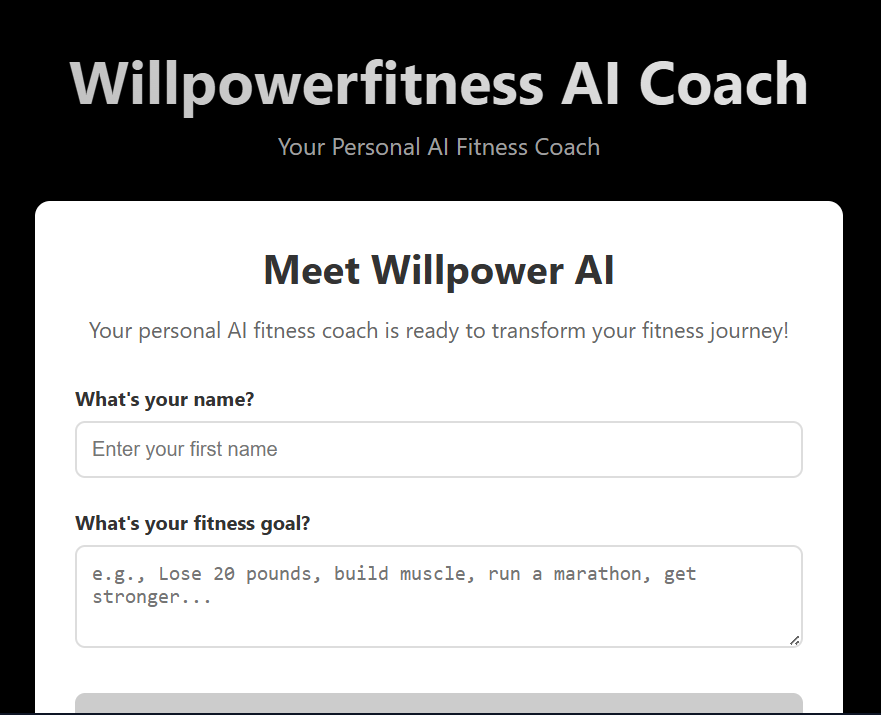 Willpowerfitness AI Coach
Your Personal AI Fitness Coach
Meet Willpower AI
Your personal AI fitness coach is ready to transform your fitness journey!
What's your name?
Enter your first name
What's your fitness goal?
e.g., Lose 20 pounds, build muscle, run a marathon, get
stronger...